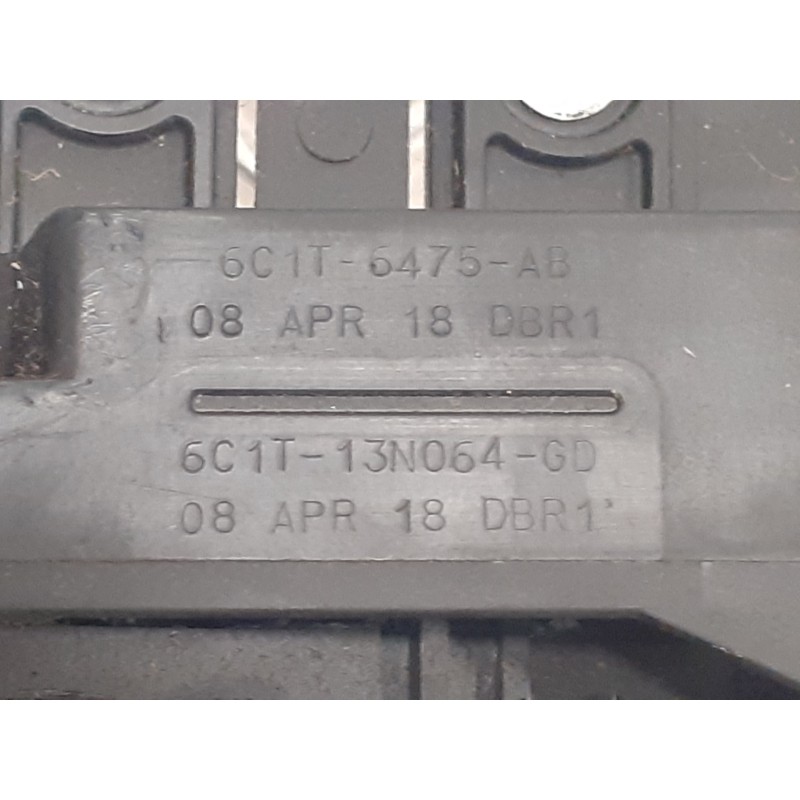 6C1T-6475-AB
08 APR 18 DBR1
6C1T-13N064-GD
08 APR 18 DBR1